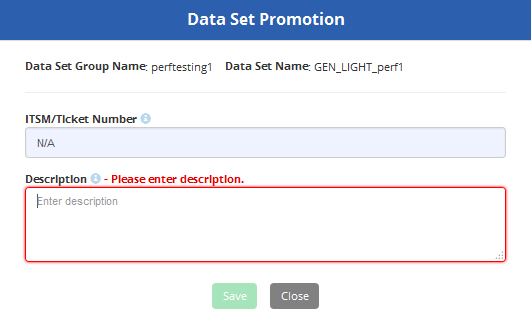 Data Set Promotion
Data Set Group Name: perftesting1 Data Set Name: GEN_LIGHT_perf1
ITSM/Ticket Number
N/A
Description - Please enter description.
Enter description
Save Close